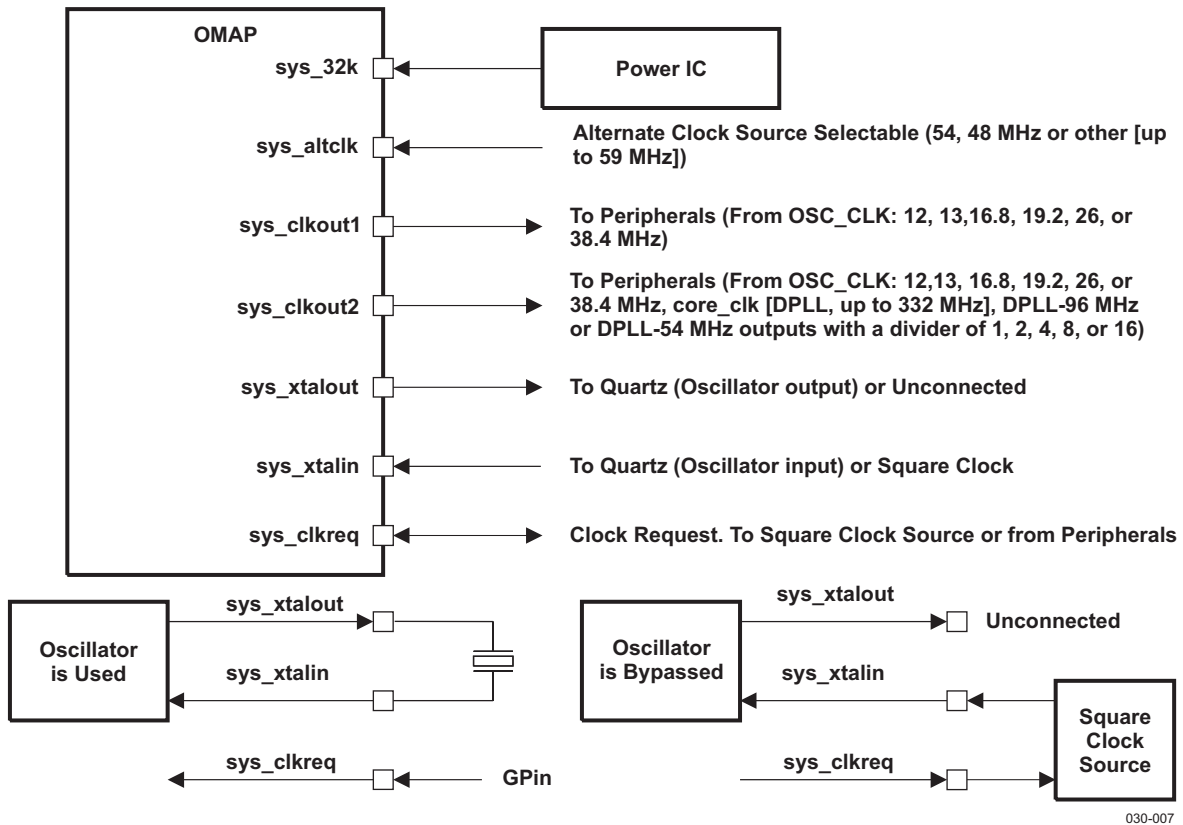 OMAP
sys_32k
Power IC
sys_altclk
Alternate Clock Source Selectable (54, 48 MHz or other [up
to 59 MHz])
sys_clkout1
To Peripherals (From OSC_CLK: 12, 13,16.8, 19.2, 26, or
38.4 MHz)
sys_clkout2
To Peripherals (From OSC_CLK: 12,13, 16.8, 19.2, 26, or
38.4 MHz, core_clk [DPLL, up to 332 MHz], DPLL-96 MHz
or DPLL-54 MHz outputs with a divider of 1, 2, 4, 8, or 16)
sys_xtalout
To Quartz (Oscillator output) or Unconnected
sys_xtalin
To Quartz (Oscillator input) or Square Clock
sys_clkreq
Clock Request. To Square Clock Source or from Peripherals
Oscillator
is Used
sys_xtalout
sys_xtalin
sys_clkreq
GPin
Oscillator
is Bypassed
sys_xtalout
Unconnected
sys_xtalin
sys_clkreq
Square
Clock
Source
030-007